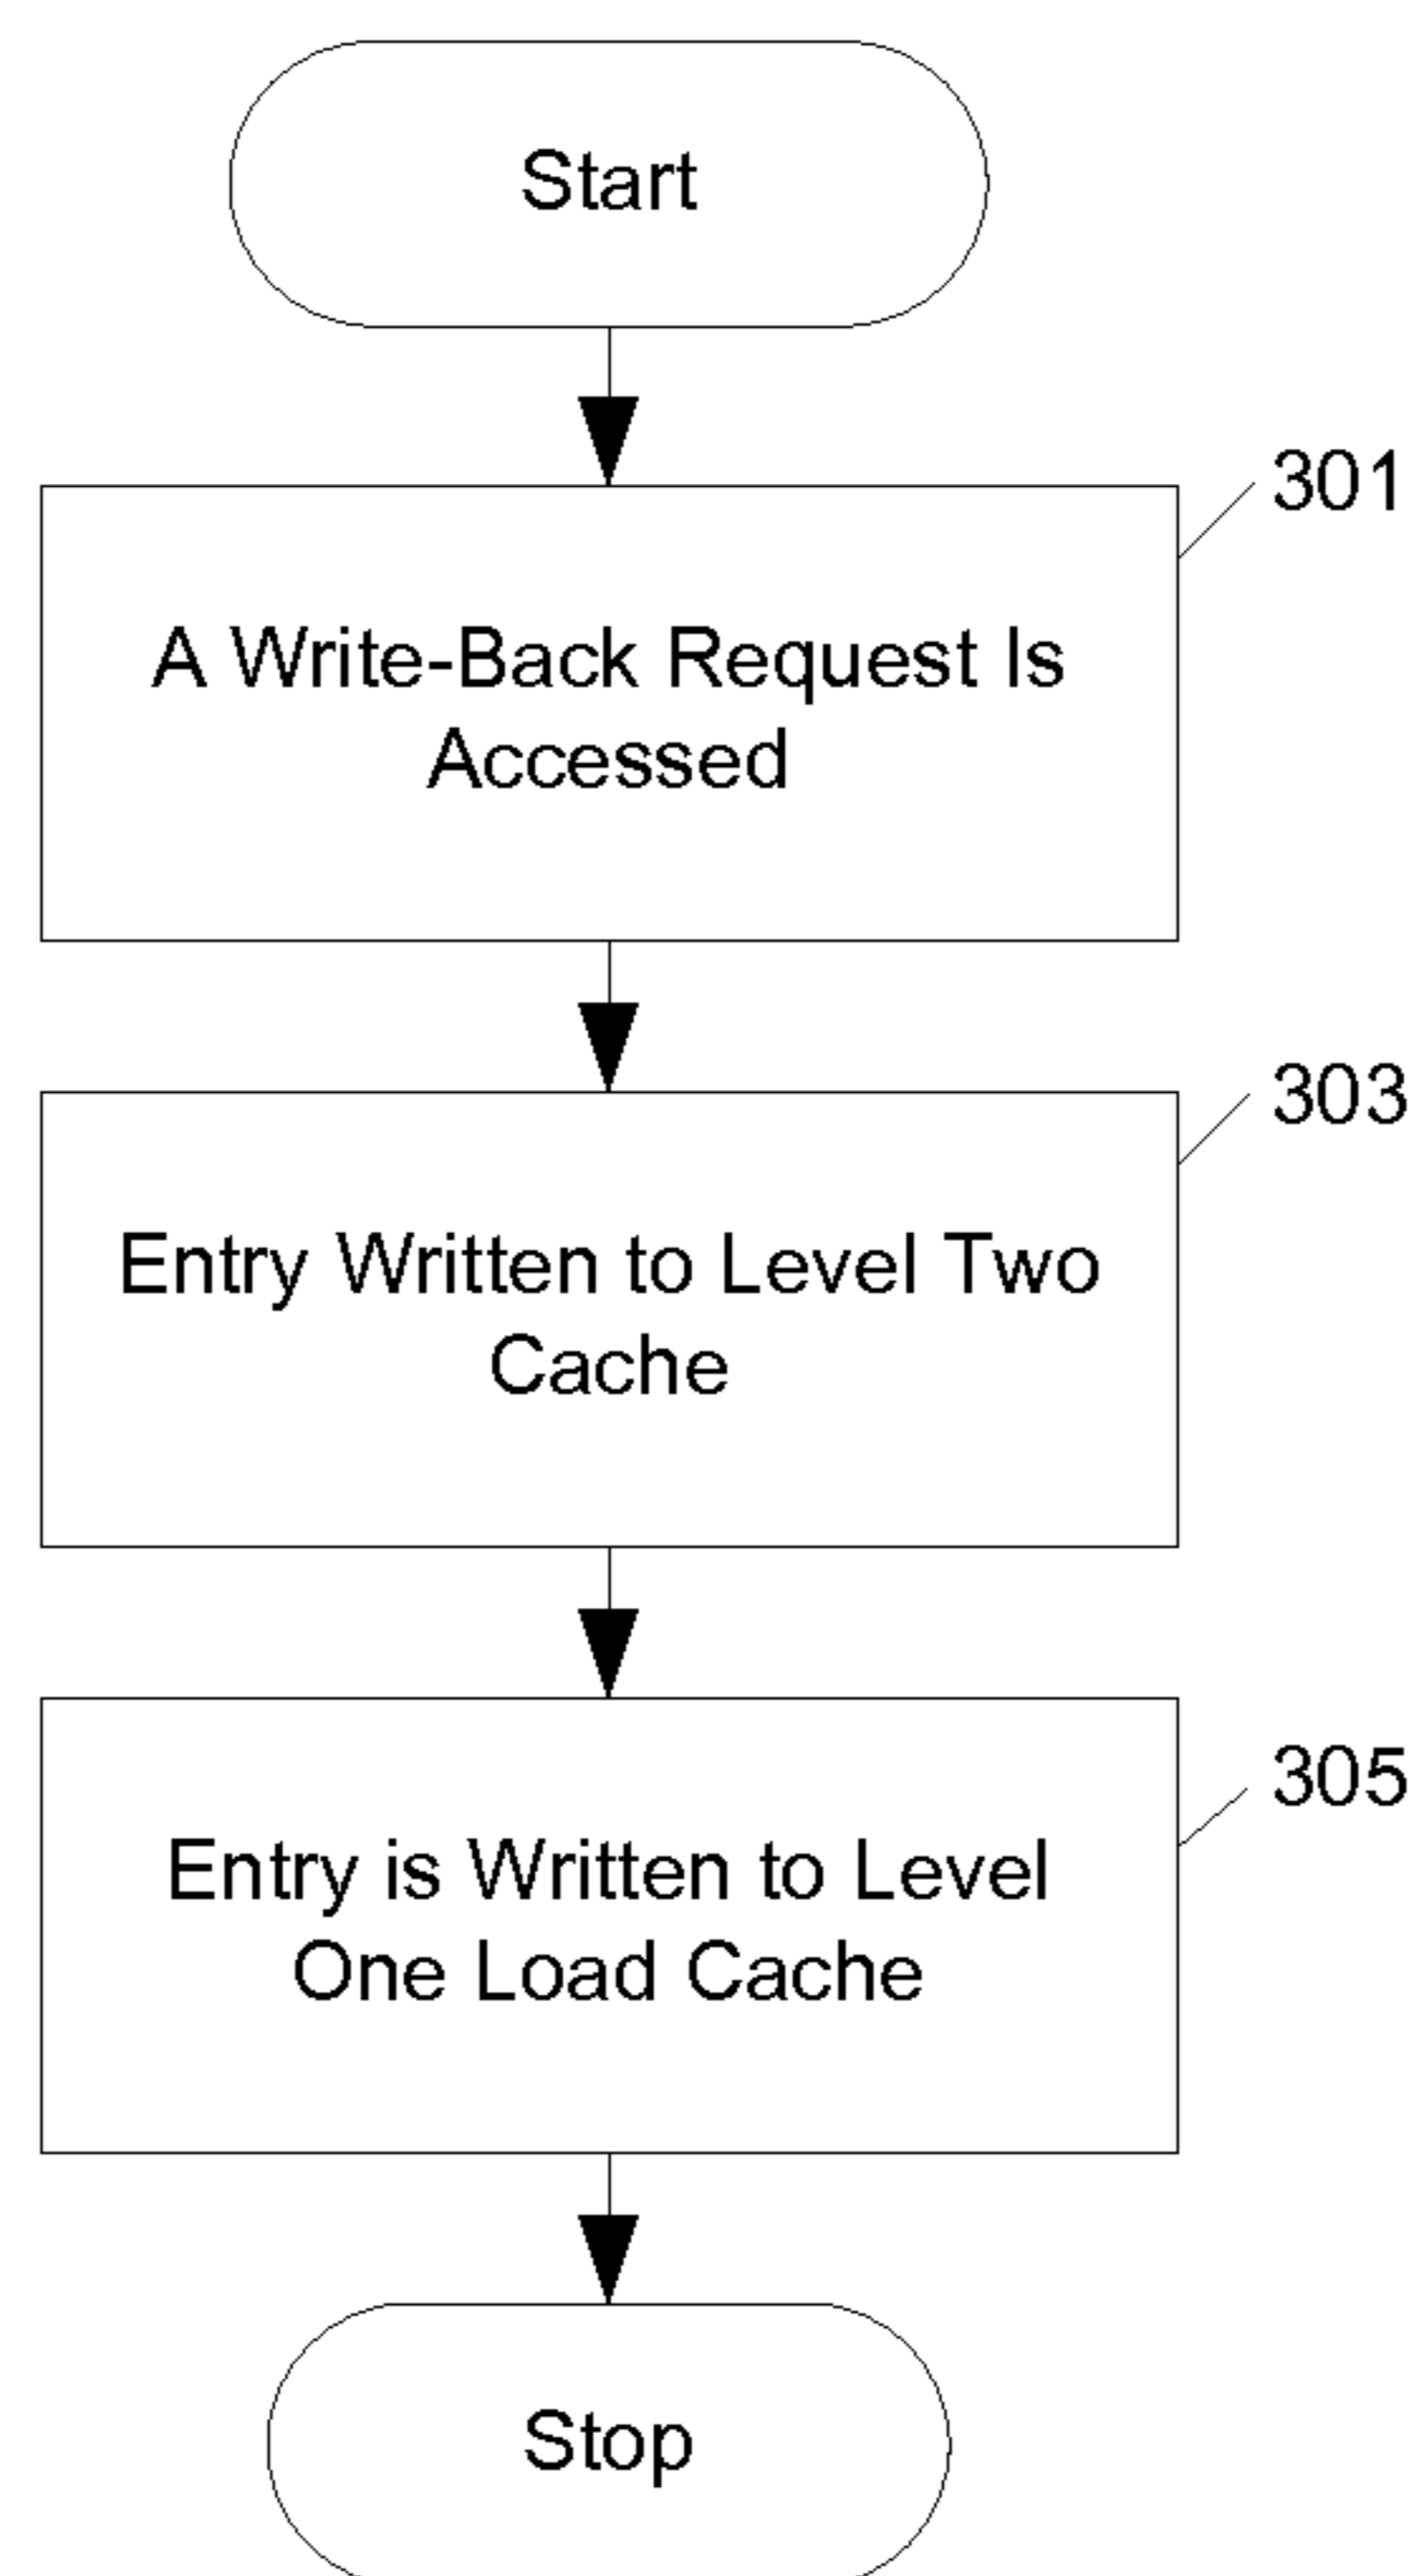 Start
301
A Write-Back Request Is
Accessed
303
Entry Written to Level Two
Cache
305
Entry is Written to Level
One Load Cache
Stop